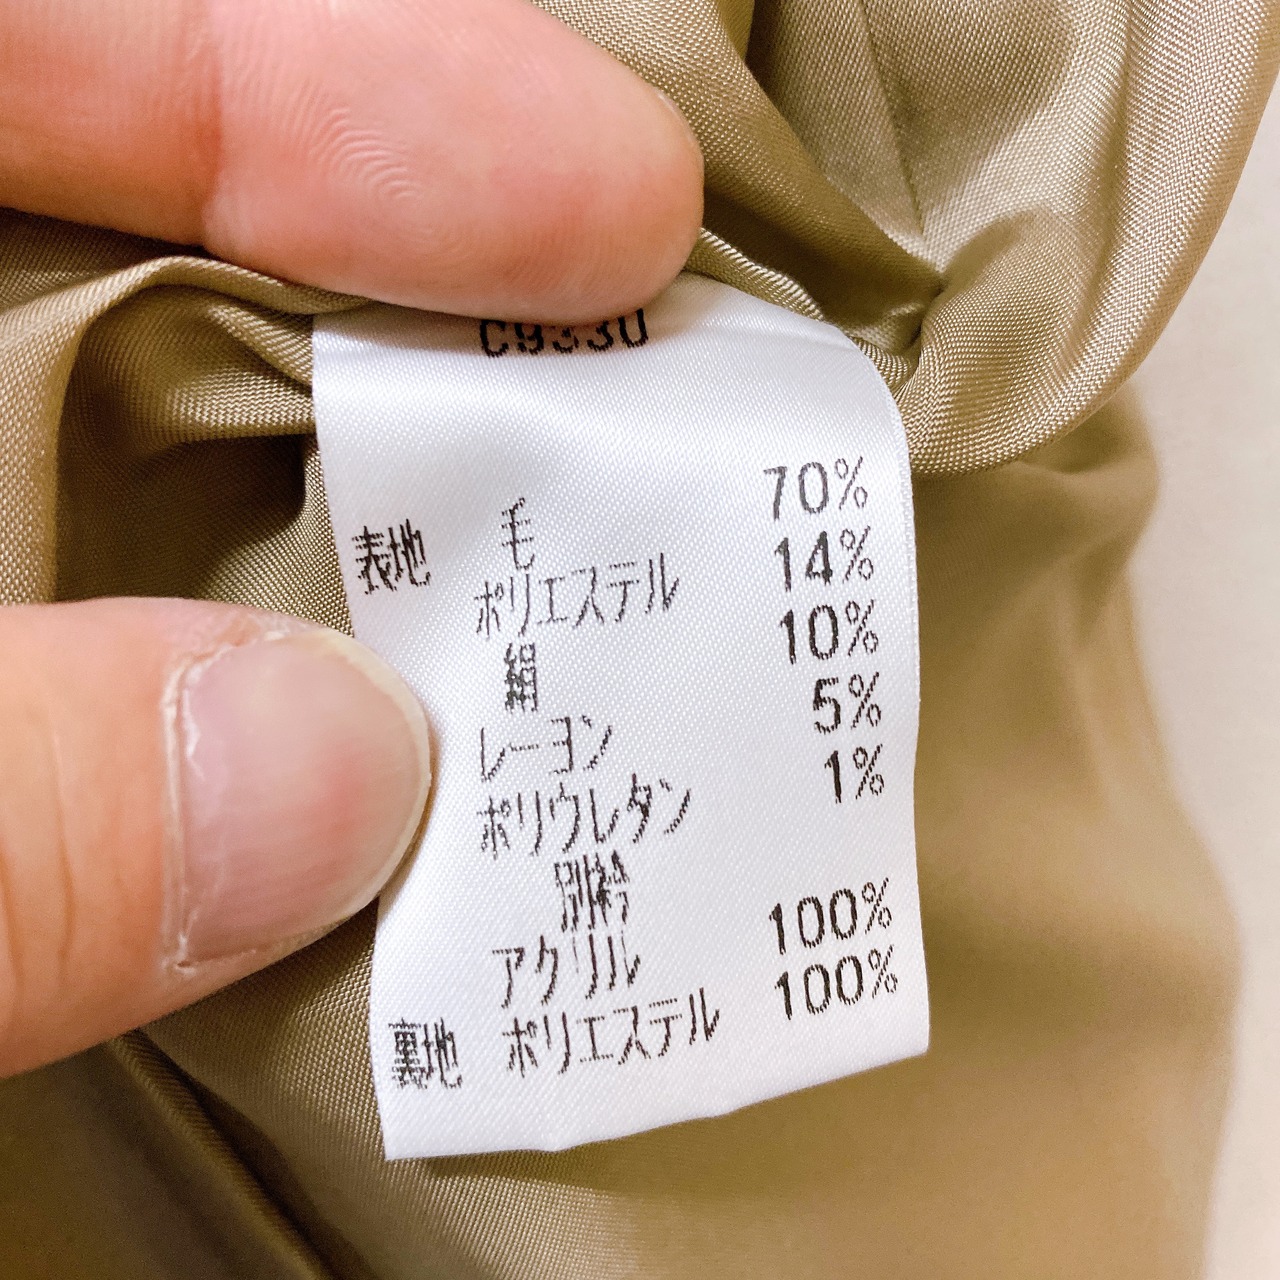 C9330
表地 毛 70%
ポリエステル 14%
絹 10%
レーヨン 5%
ポリウレタン 1%
別衿
アクリル 100%
裏地 ポリエステル 100%